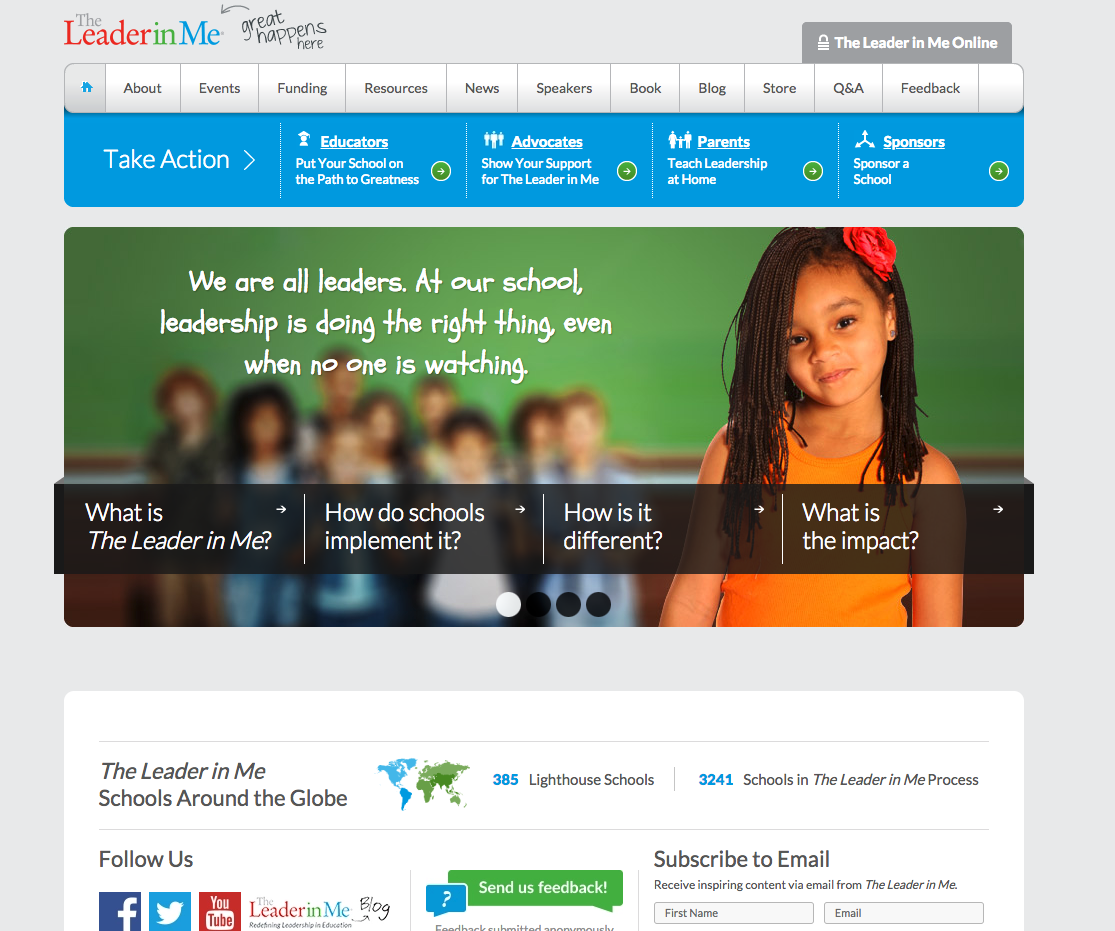 The
Leader in Me
great
happens
here
The Leader in Me Online
About Events Funding Resources News Speakers Book Blog Store Q&A Feedback
Take Action
Educators
Put Your School on
the Path to Greatness
Advocates
Show Your Support
for The Leader in Me
Parents
Teach Leadership
at Home
Sponsors
Sponsor a
School
We are all leaders. At our school,
leadership is doing the right thing, even
when no one is watching.
What is
The Leader in Me?
How do schools
implement it?
How is it
different?
What is
the impact?
The Leader in Me
Schools Around the Globe
385 Lighthouse Schools
3241 Schools in The Leader in Me Process
Follow Us
f
You
Tube
The
Leader in Me
Redefining Leadership in Education
Blog
?
Send us feedback!
Feedback submitted anonymously
Subscribe to Email
Receive inspiring content via email from The Leader in Me.
First Name
Email